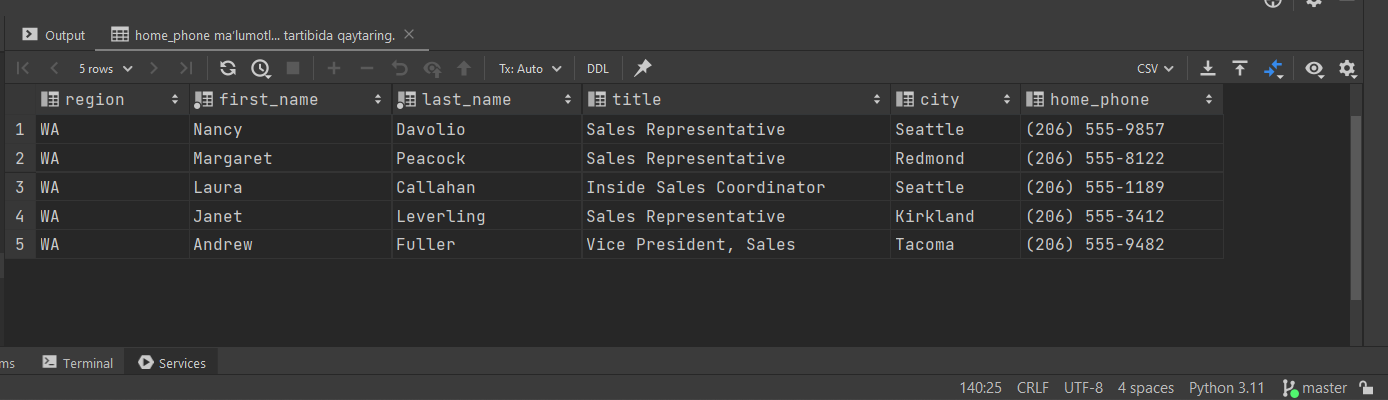 Output home_phone ma'lumotl... tartibida qaytaring.
5 rows Tx: Auto DDL CSV
region first_name last_name title city home_phone
1 WA Nancy Davolio Sales Representative Seattle (206) 555-9857
2 WA Margaret Peacock Sales Representative Redmond (206) 555-8122
3 WA Laura Callahan Inside Sales Coordinator Seattle (206) 555-1189
4 WA Janet Leverling Sales Representative Kirkland (206) 555-3412
5 WA Andrew Fuller Vice President, Sales Tacoma (206) 555-9482
ms Terminal Services
140:25 CRLF UTF-8 4 spaces Python 3.11 master